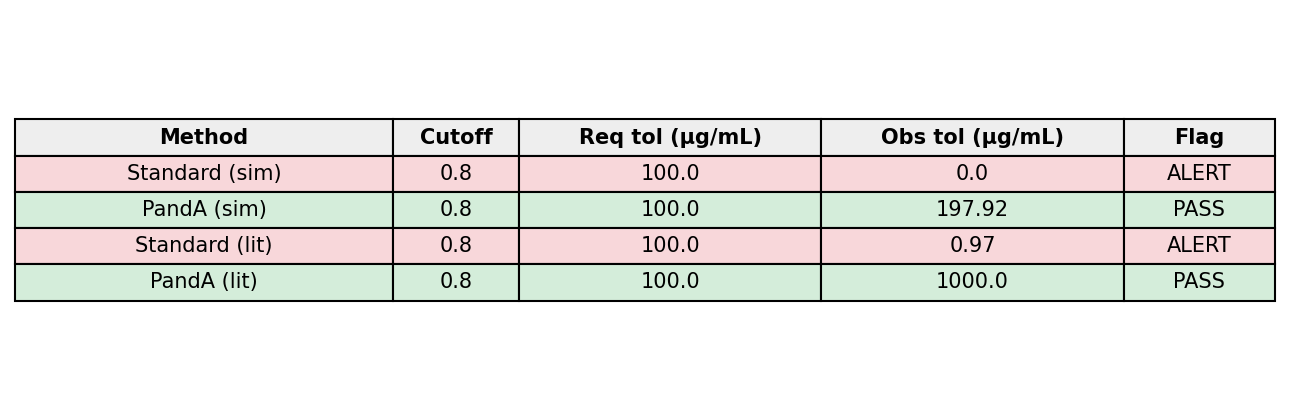 Method Cutoff Req tol (μg/mL) Obs tol (μg/mL) Flag
Standard (sim) 0.8 100.0 0.0 ALERT
PandA (sim) 0.8 100.0 197.92 PASS
Standard (lit) 0.8 100.0 0.97 ALERT
PandA (lit) 0.8 100.0 1000.0 PASS